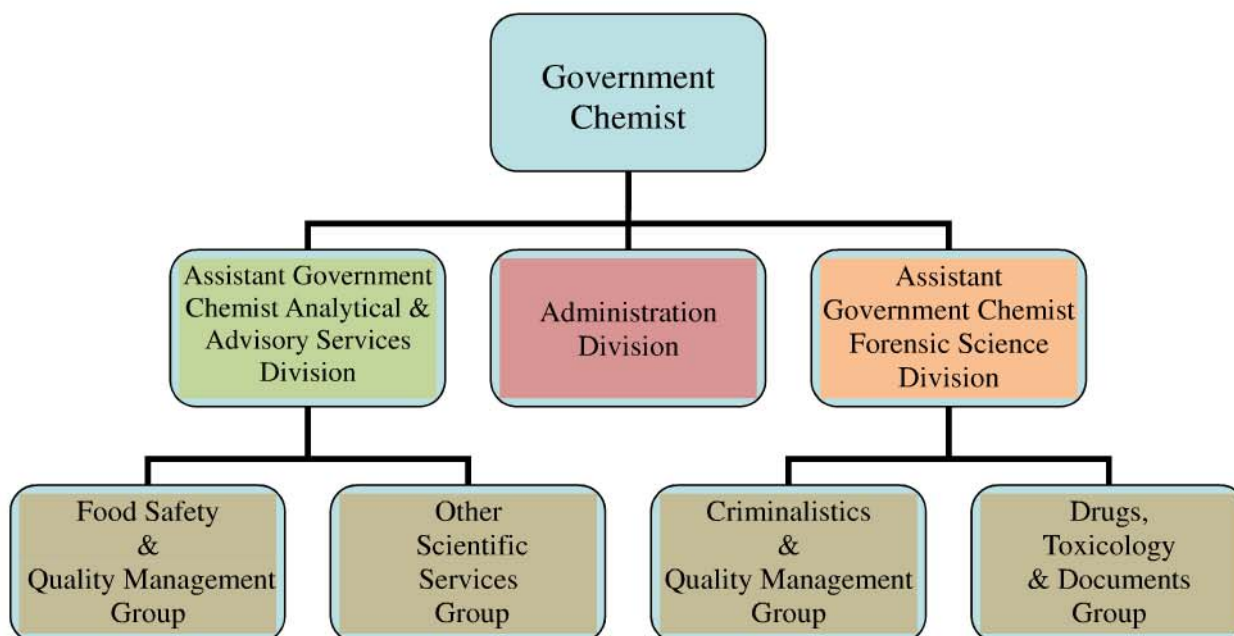 Government
Chemist
Assistant Government
Chemist Analytical &
Advisory Services
Division
Administration
Division
Assistant
Government Chemist
Forensic Science
Division
Food Safety
&
Quality Management
Group
Other
Scientific
Services
Group
Criminalistics
&
Quality Management
Group
Drugs,
Toxicology
& Documents
Group